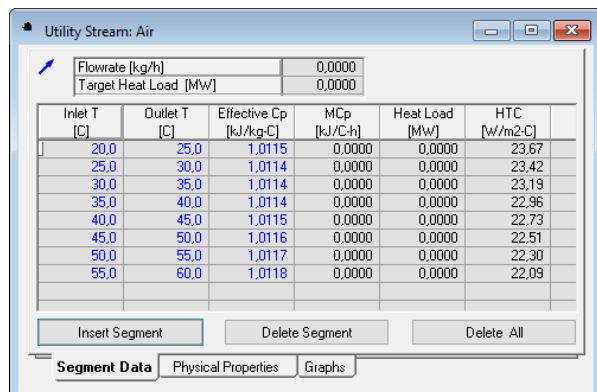 Utility Stream: Air
Flowrate [kg/h] 0,0000
Target Heat Load [MW] 0,0000
Inlet T Outlet T Effective Cp MCp Heat Load HTC
[C] [C] [kJ/kg-C] [kJ/C-h] [MW] [W/m2-C]
20,0 25,0 1,0115 0,0000 0,0000 23,67
25,0 30,0 1,0114 0,0000 0,0000 23,42
30,0 35,0 1,0114 0,0000 0,0000 23,19
35,0 40,0 1,0114 0,0000 0,0000 22,96
40,0 45,0 1,0115 0,0000 0,0000 22,73
45,0 50,0 1,0116 0,0000 0,0000 22,51
50,0 55,0 1,0117 0,0000 0,0000 22,30
55,0 60,0 1,0118 0,0000 0,0000 22,09
Insert Segment Delete Segment Delete All
Segment Data Physical Properties Graphs